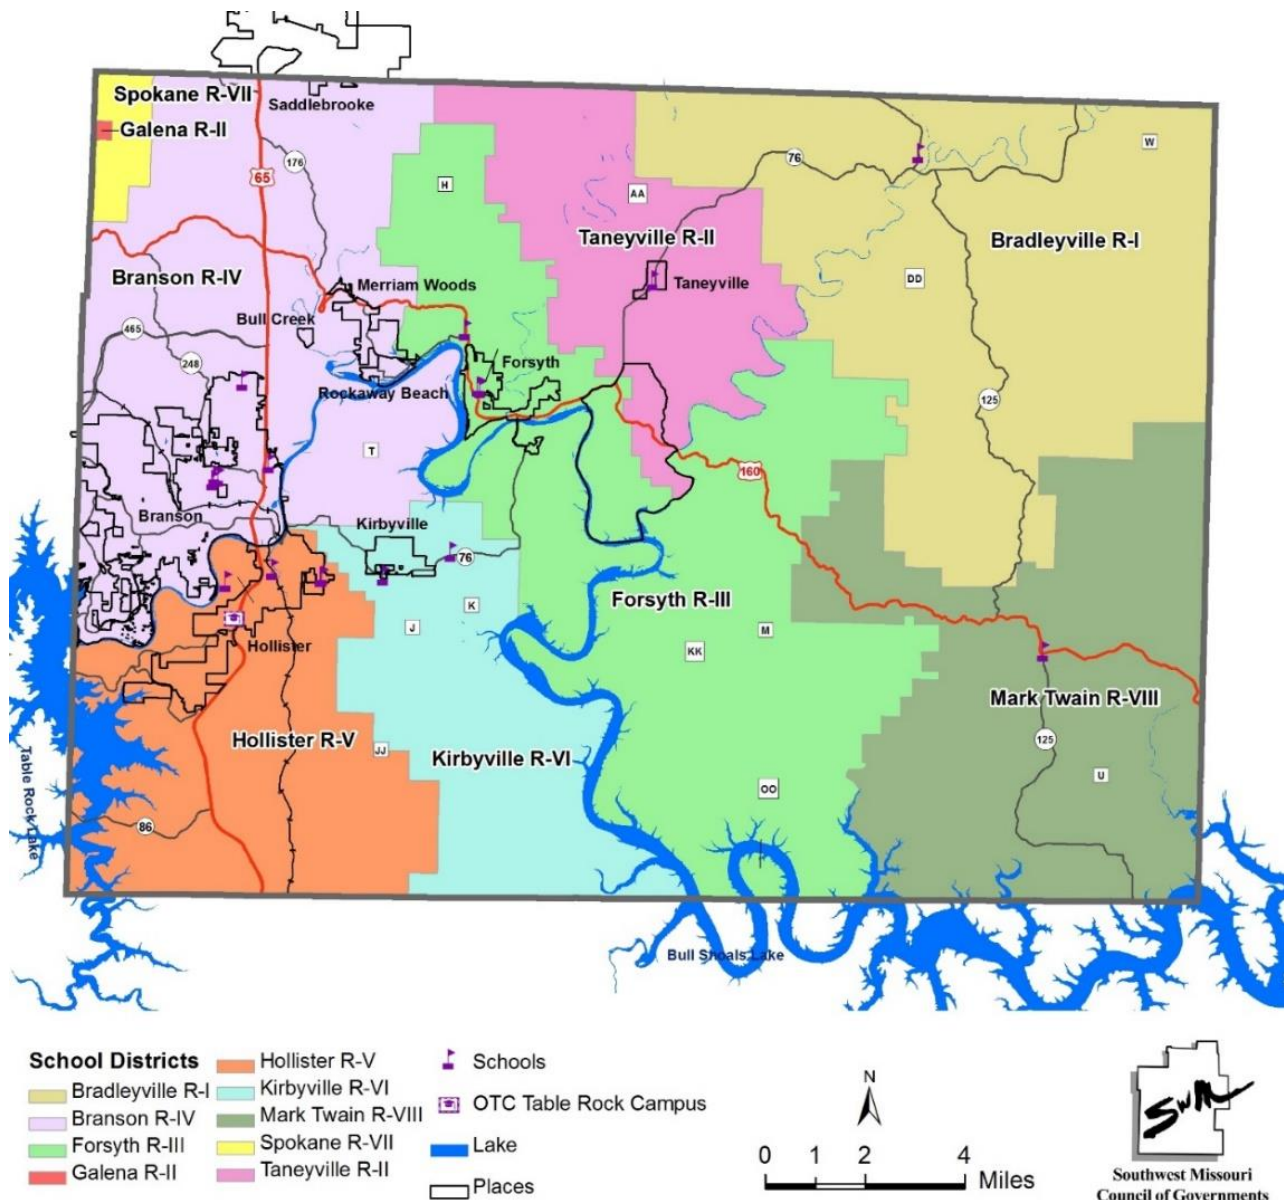 Spokane R-VII
Saddlebrooke
Galena R-II
176
65
H
AA
76
W
Taneyville R-II
Bradleyville R-I
Branson R-IV
Merriam Woods
Taneyville
DD
Bull Creek
465
248
Forsyth
Rockaway Beach
125
T
160
Branson
Kirbyville
76
K
J
Forsyth R-III
M
KK
Hollister
Mark Twain R-VIII
Hollister R-V
JJ
Kirbyville R-VI
125
U
OO
Table Rock Lake
86
Bull Shoals Lake
School Districts
Bradleyville R-I
Branson R-IV
Forsyth R-III
Galena R-II
Hollister R-V
Kirbyville R-VI
Mark Twain R-VIII
Spokane R-VII
Taneyville R-II
Schools
OTC Table Rock Campus
Lake
Places
N
0 1 2 4 Miles
SWM
Southwest Missouri
Council of Governments